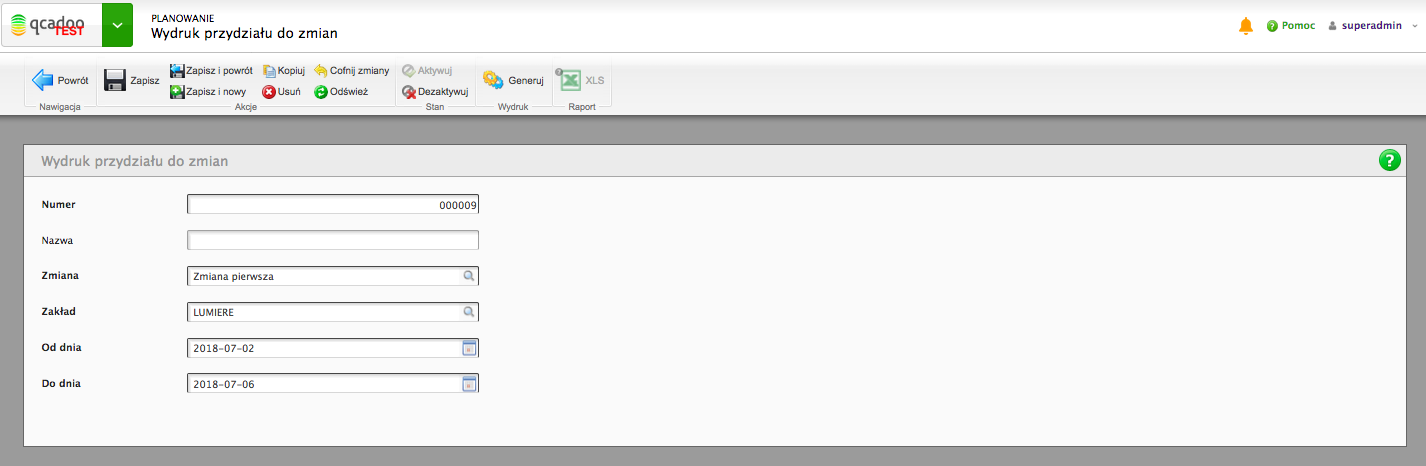 qcadoo
TEST
PLANOWANIE
Wydruk przydziału do zmian
Pomoc
superadmin
Powrót
Nawigacja
Zapisz
Zapisz i powrót
Kopiuj
Cofnij zmiany
Zapisz i nowy
Usuń
Odśwież
Akcje
Aktywuj
Dezaktywuj
Stan
Generuj
Wydruk
XLS
Raport
Wydruk przydziału do zmian
Numer 000009
Nazwa
Zmiana Zmiana pierwsza
Zakład LUMIERE
Od dnia 2018-07-02
Do dnia 2018-07-06